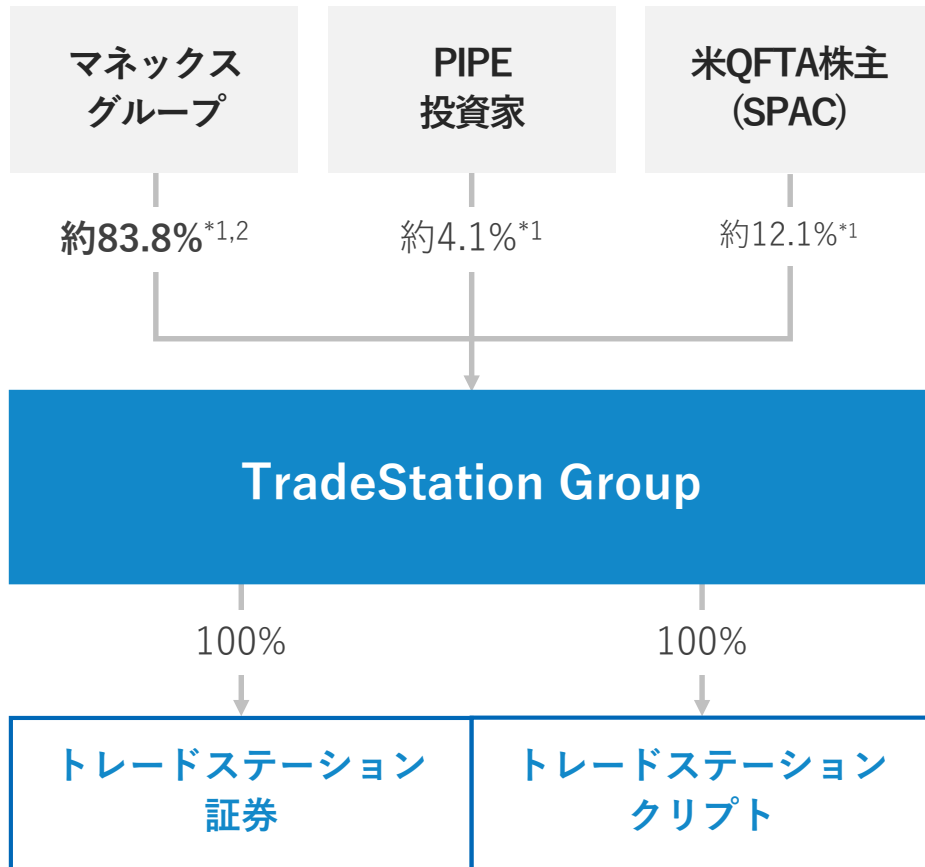 マネックス
グループ
PIPE
投資家
米QFTA株主
(SPAC)
約83.8%*1,2
約4.1%*1
約12.1%*1
TradeStation Group
100%
100%
トレードステーション
証券
トレードステーション
クリプト